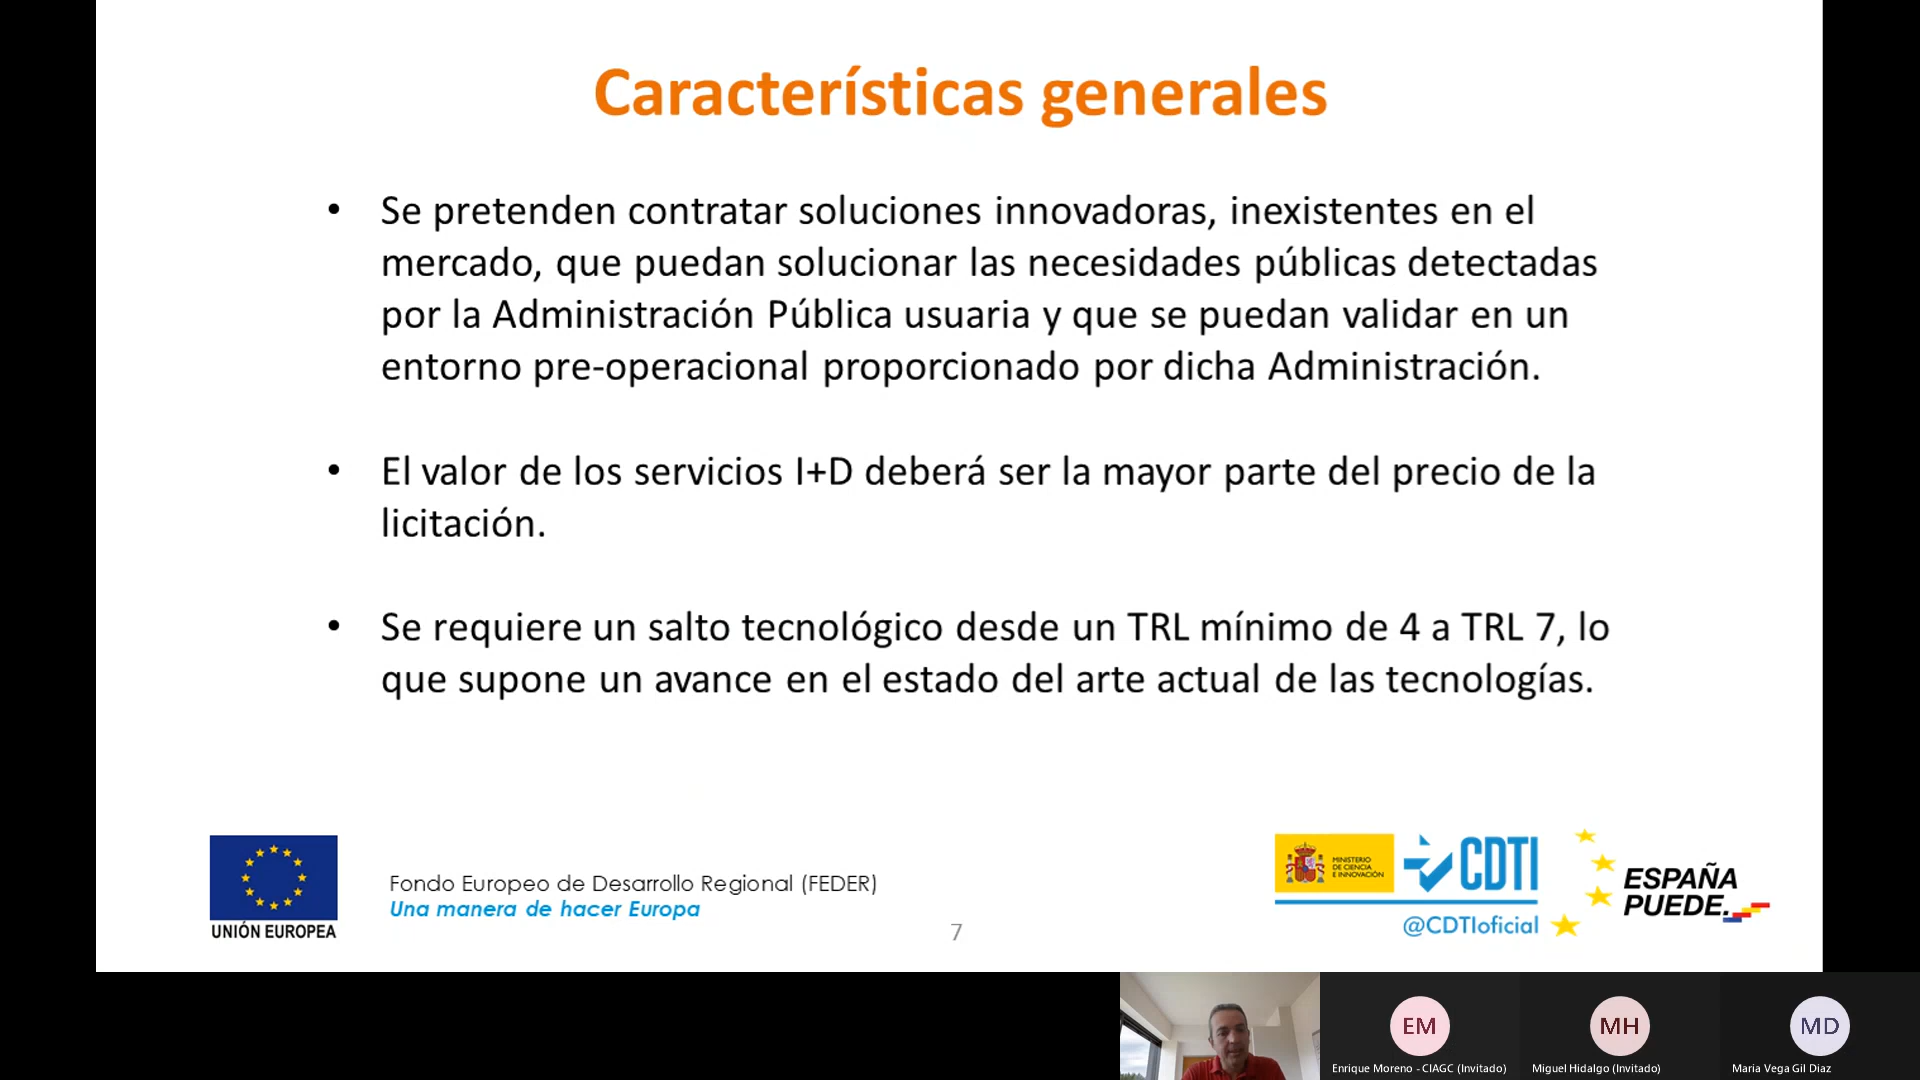 Características generales
• Se pretenden contratar soluciones innovadoras, inexistentes en el
mercado, que puedan solucionar las necesidades públicas detectadas
por la Administración Pública usuaria y que se puedan validar en un
entorno pre-operacional proporcionado por dicha Administración.
• El valor de los servicios I+D deberá ser la mayor parte del precio de la
licitación.
• Se requiere un salto tecnológico desde un TRL mínimo de 4 a TRL 7, lo
que supone un avance en el estado del arte actual de las tecnologías.
UNIÓN EUROPEA
Fondo Europeo de Desarrollo Regional (FEDER)
Una manera de hacer Europa
7
MINISTERIO
DE CIENCIA
E INNOVACIÓN
CDTI
@CDTIoficial
ESPAÑA
PUEDE.
EM
MH
MD
Enrique Moreno - CIAGC (Invitado)
Miguel Hidalgo (Invitado)
Maria Vega Gil Diaz